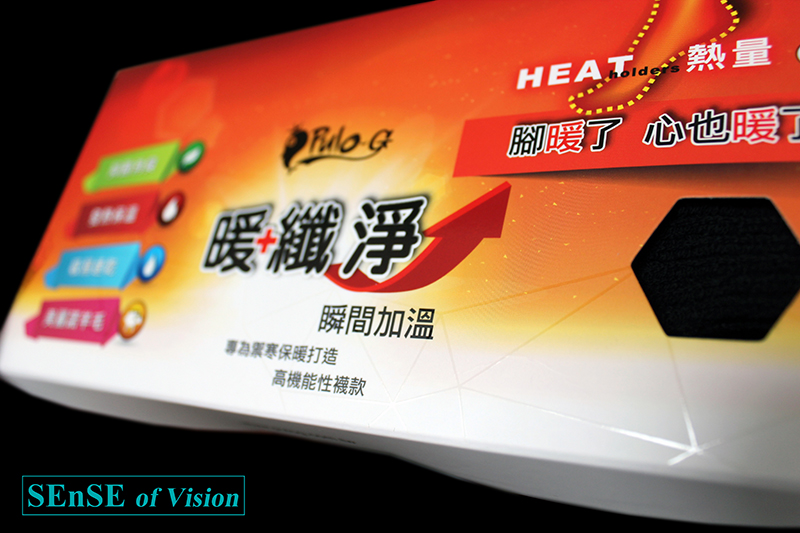 HEAT holders 熱量
腳暖了 心也暖了
Pulo-G
暖+纖淨
瞬間加溫
專為禦寒保暖打造
高機能性襪款
SEnSE of Vision